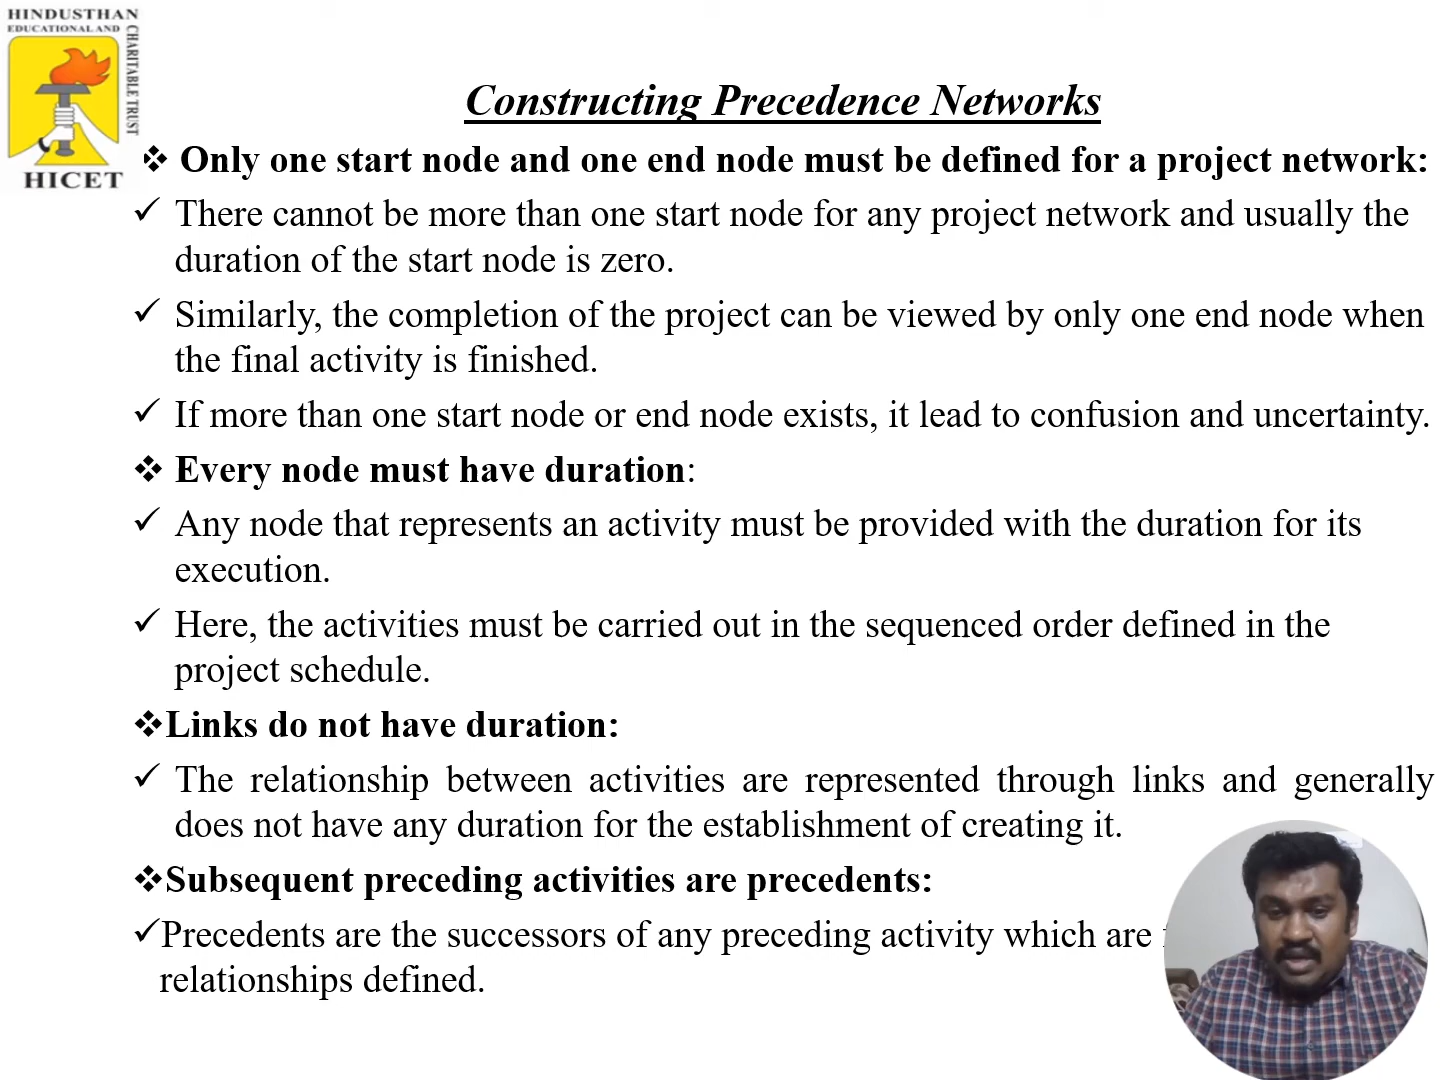 HINDUSTHAN
EDUCATIONAL AND
CHARITABLE TRUST
HICET
Constructing Precedence Networks
❖ Only one start node and one end node must be defined for a project network:
✓ There cannot be more than one start node for any project network and usually the
duration of the start node is zero.
✓ Similarly, the completion of the project can be viewed by only one end node when
the final activity is finished.
✓ If more than one start node or end node exists, it lead to confusion and uncertainty.
❖ Every node must have duration:
✓ Any node that represents an activity must be provided with the duration for its
execution.
✓ Here, the activities must be carried out in the sequenced order defined in the
project schedule.
❖Links do not have duration:
✓ The relationship between activities are represented through links and generally
does not have any duration for the establishment of creating it.
❖Subsequent preceding activities are precedents:
✓Precedents are the successors of any preceding activity which are
relationships defined.